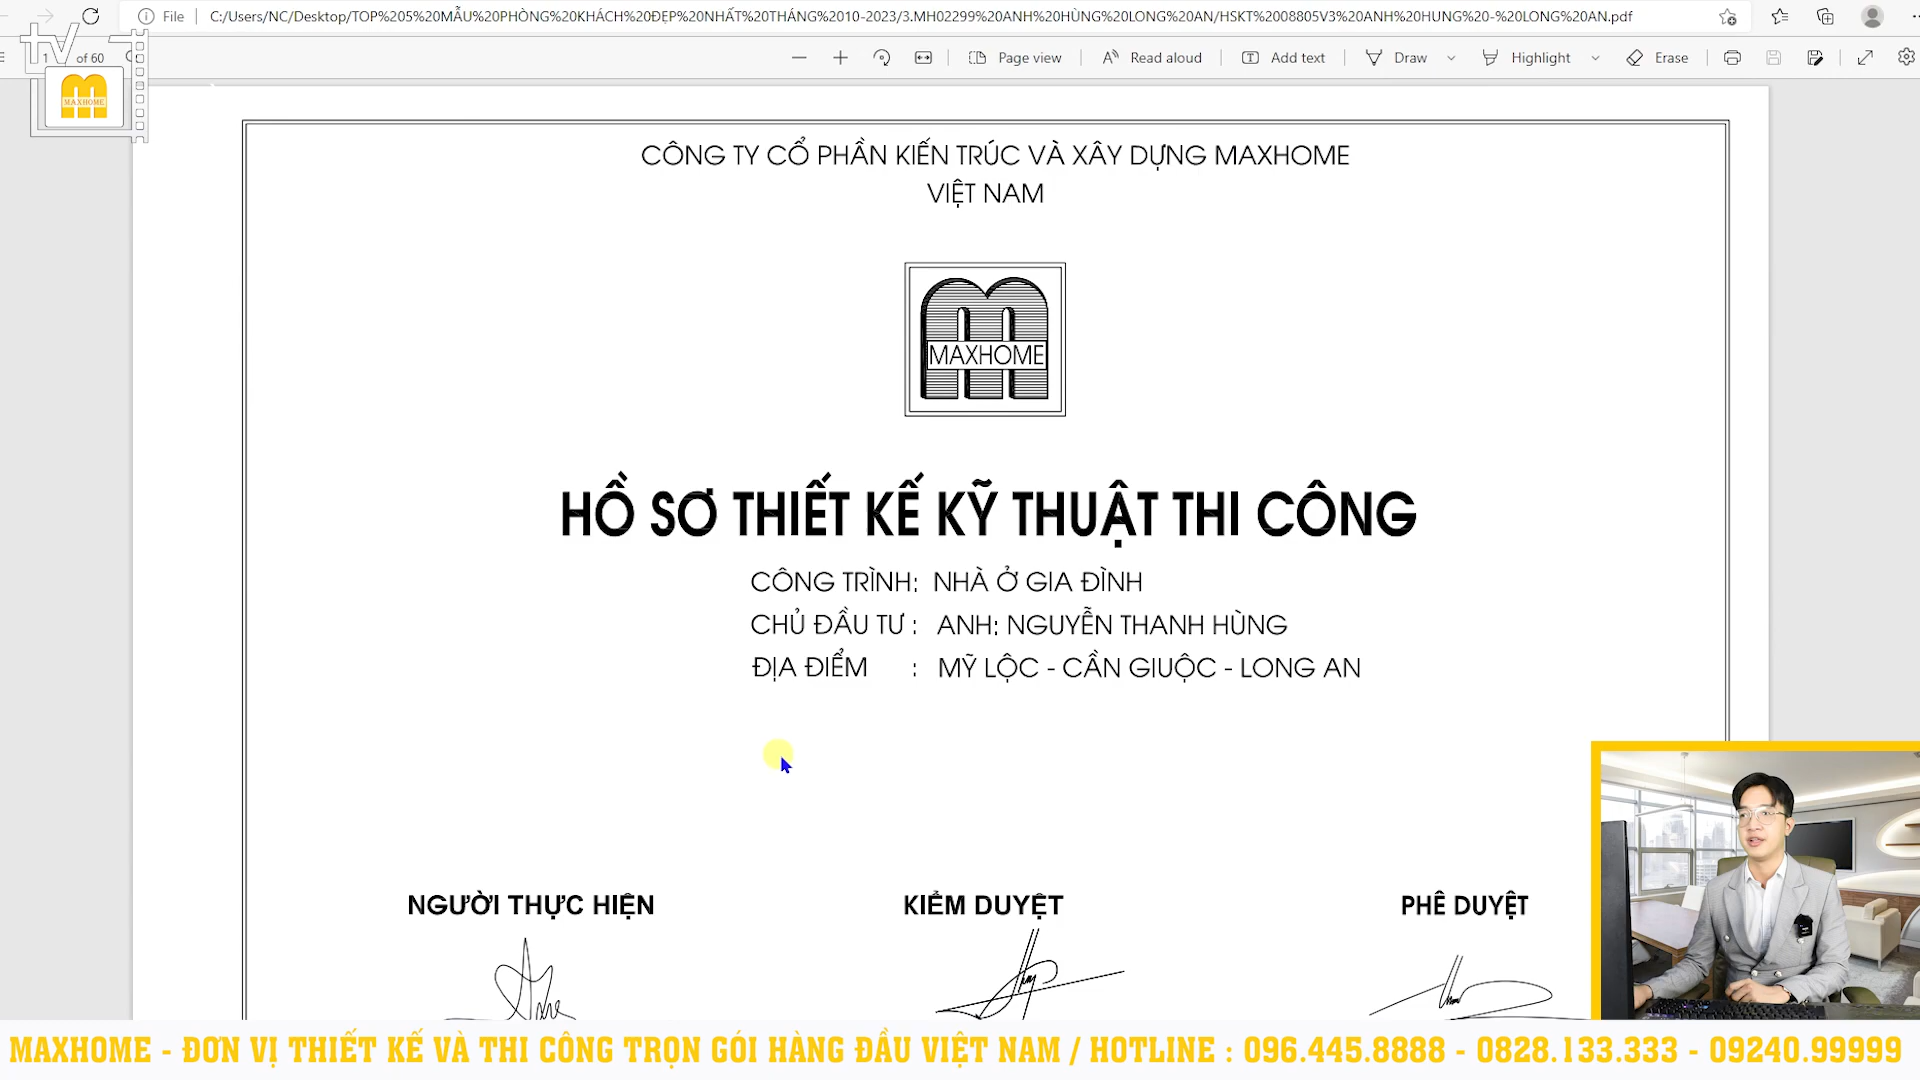 File
C:/Users/NC/Desktop/TOP%205%20MẪU%20PHÒNG%20KHÁCH%20ĐẸP%20NHẤT%20THÁNG%2010-2023/3.MH02299%20ANH%20HÙNG%20LONG%20AN/HSKT%2008805V3%20ANH%20HUNG%20-%20LONG%20AN.pdf
tv
1 of 60
Page view
Read aloud
Add text
Draw
Highlight
Erase
MAXHOME
CÔNG TY CỔ PHẦN KIẾN TRÚC VÀ XÂY DỰNG MAXHOME
VIỆT NAM
MAXHOME
HỒ SƠ THIẾT KẾ KỸ THUẬT THI CÔNG
CÔNG TRÌNH: NHÀ Ở GIA ĐÌNH
CHỦ ĐẦU TƯ : ANH: NGUYỄN THANH HÙNG
ĐỊA ĐIỂM : MỸ LỘC - CẦN GIUỘC - LONG AN
NGƯỜI THỰC HIỆN
KIỂM DUYỆT
PHÊ DUYỆT
MAXHOME - ĐƠN VỊ THIẾT KẾ VÀ THI CÔNG TRỌN GÓI HÀNG ĐẦU VIỆT NAM / HOTLINE : 096.445.8888 - 0828.133.333 - 09240.99999